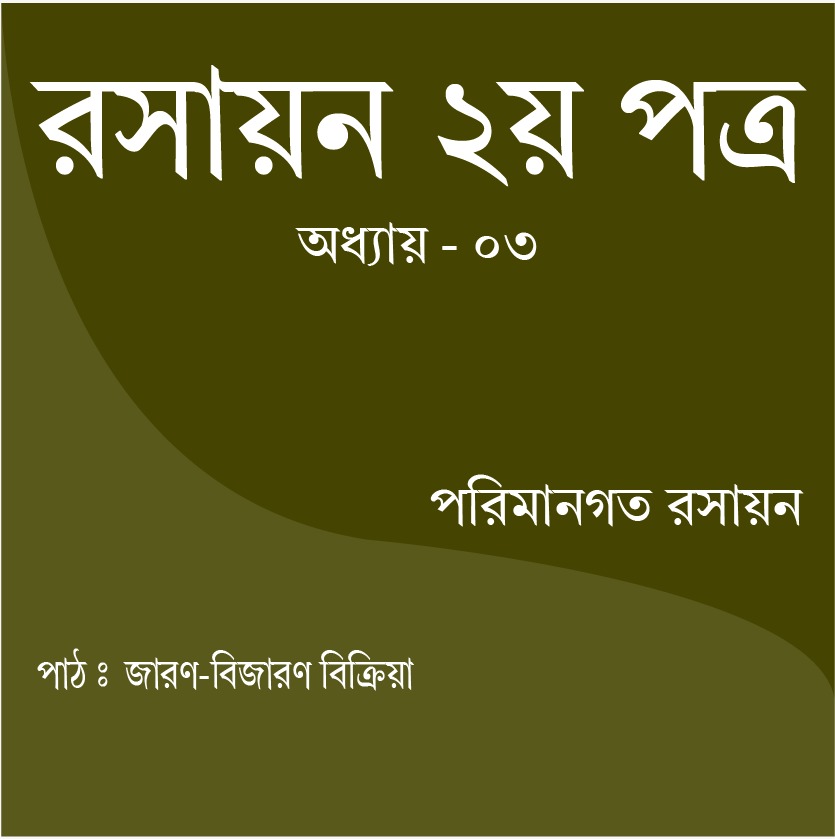 রসায়ন ২য় পত্র
অধ্যায় - ০৩
পরিমানগত রসায়ন
পাঠ ঃ জারণ-বিজারণ বিক্রিয়া